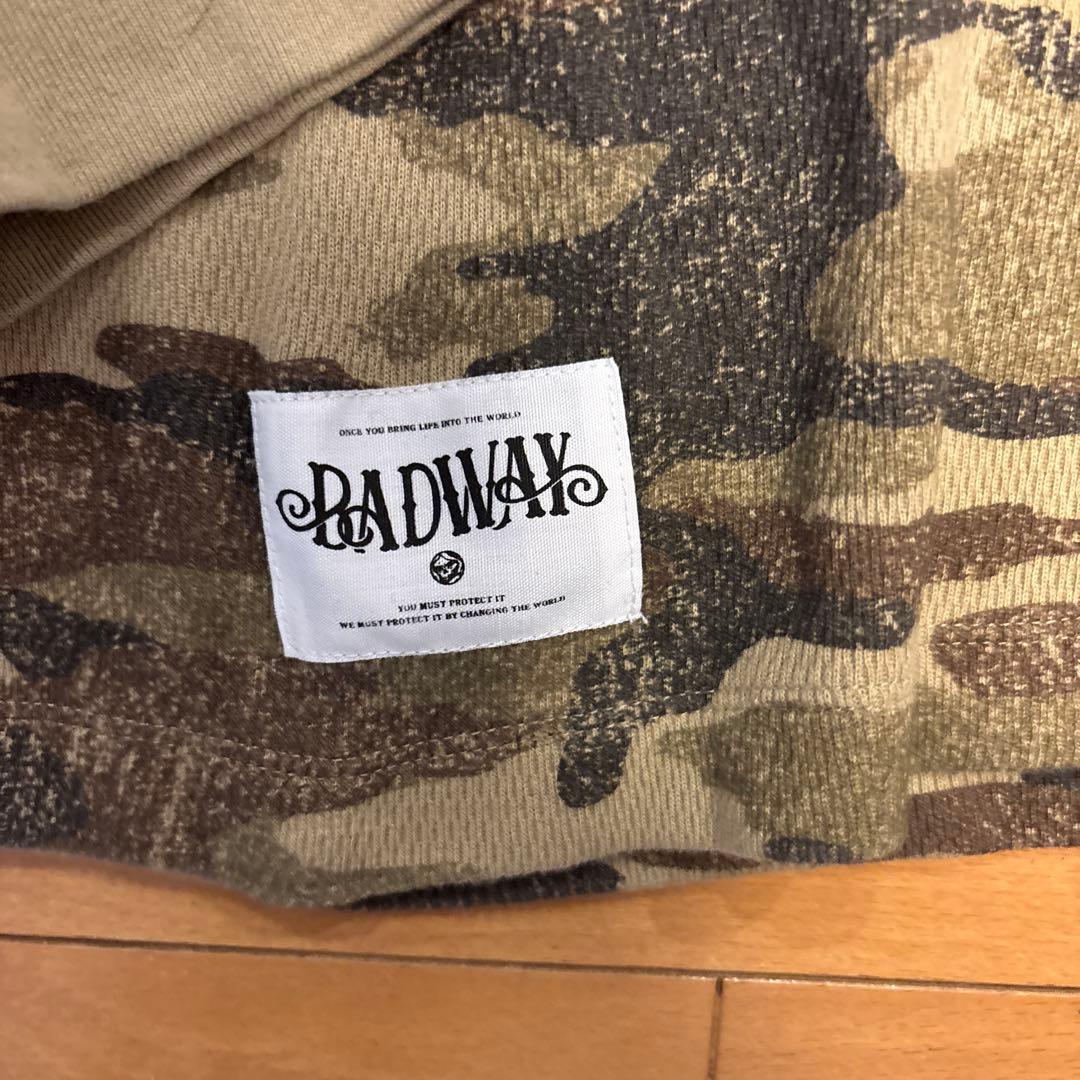 ONCE YOU BRING LIFE INTO THE WORLD
BADWAY
YOU MUST PROTECT IT
WE MUST PROTECT IT BY CHANGING THE WORLD